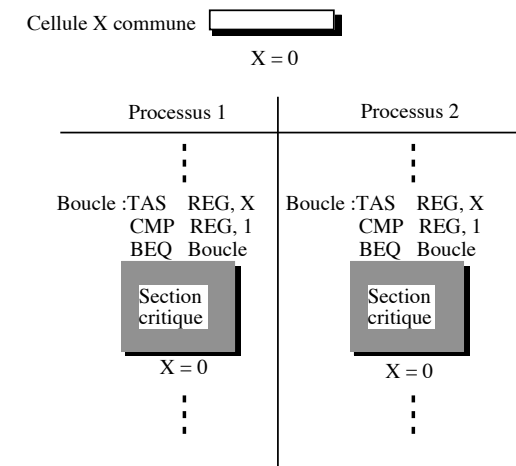 Cellule X commune
X = 0
Processus 1
Processus 2
Boucle :TAS REG, X
CMP REG, 1
BEQ Boucle
Section
critique
X = 0
Boucle :TAS REG, X
CMP REG, 1
BEQ Boucle
Section
critique
X = 0